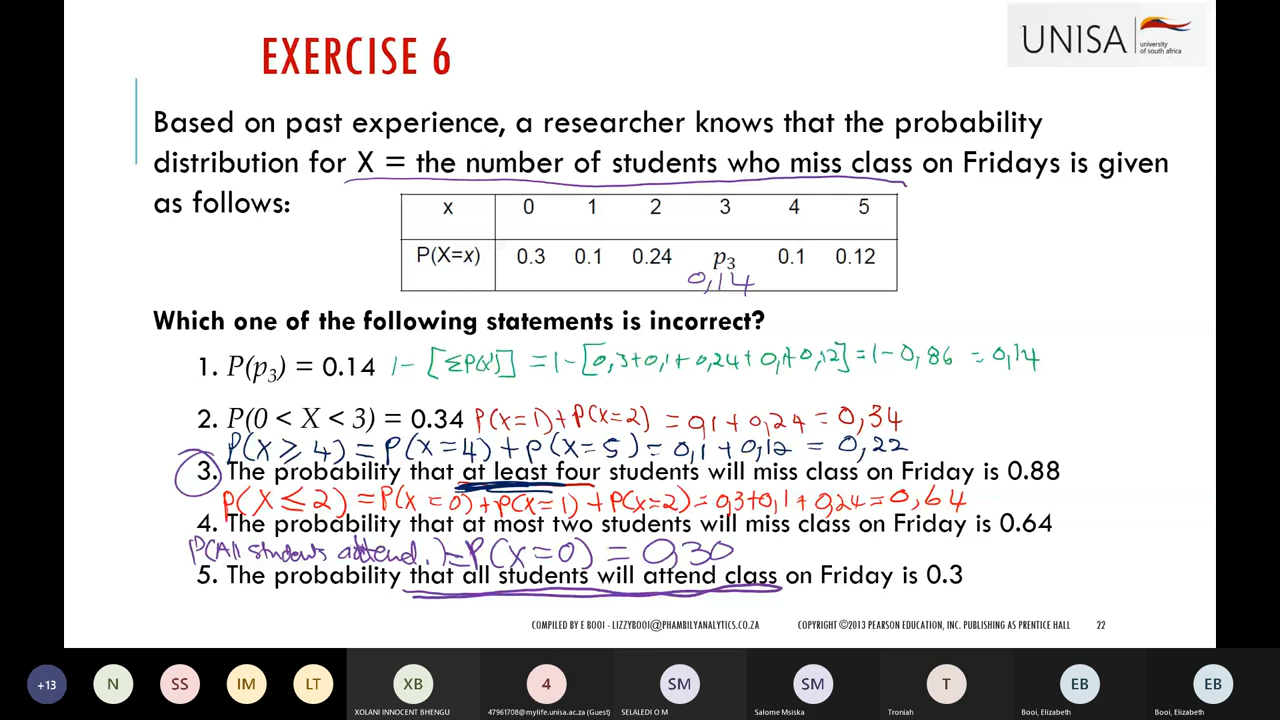 EXERCISE 6
UNISA university of south africa
Based on past experience, a researcher knows that the probability
distribution for X = the number of students who miss class on Fridays is given
as follows:
x 0 1 2 3 4 5
P(X=x) 0.3 0.1 0.24 p3 0.1 0.12
0,14
Which one of the following statements is incorrect?
1. P(p3) = 0.14 1-[ΣP(x)] = 1-[0,3+0,1+0,24+0,1+0,12] = 1-0,86 = 0,14
2. P(0 < X < 3) = 0.34 P(X=1)+P(X=2) = 0,1+0,24 = 0,34
P(X ≥ 4) = P(X=4) + P(X=5) = 0,1+0,12 = 0,22
3. The probability that at least four students will miss class on Friday is 0.88
P(X ≤ 2) = P(X=0)+P(X=1)+P(X=2) = 0,3+0,1+0,24 = 0,64
4. The probability that at most two students will miss class on Friday is 0.64
P(All students attend.) = P(X=0) = 0,30
5. The probability that all students will attend class on Friday is 0.3
COMPILED BY E BOOI - LIZZYBOOI@PHAMBILYANALYTICS.CO.ZA COPYRIGHT ©2013 PEARSON EDUCATION, INC. PUBLISHING AS PRENTICE HALL 22
+13 N SS IM LT XB 4 SM SM T EB EB
XOLANI INNOCENT BHENGU 47961708@mylife.unisa.ac.za (Guest) SELALEDI O M Salome Msiska Troniah Booi, Elizabeth Booi, Elizabeth